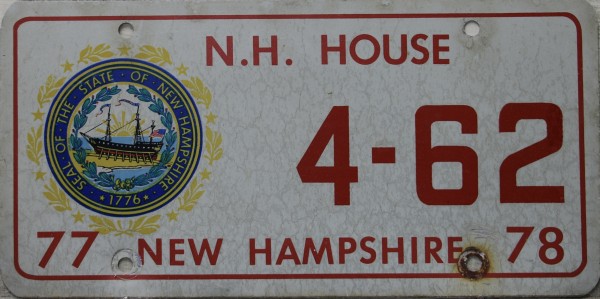 N.H. HOUSE
SEAL · OF · THE · STATE · OF · NEW HAMPSHIRE
· 1776 ·
4-62
77 NEW HAMPSHIRE 78